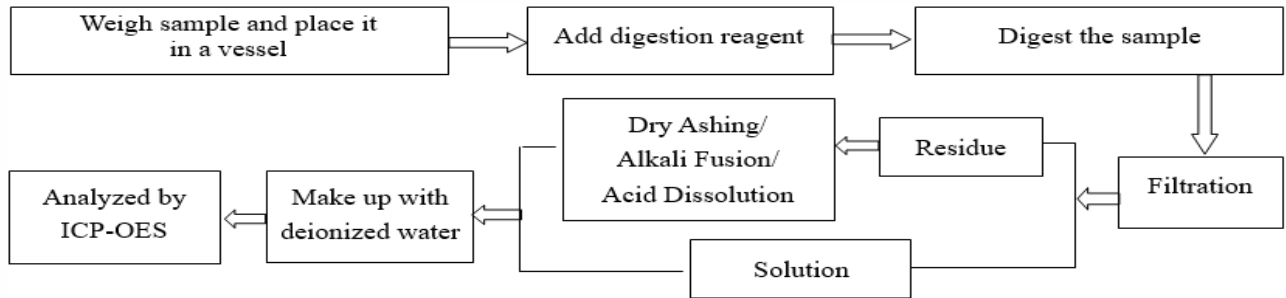 Weigh sample and place it
in a vessel
Add digestion reagent
Digest the sample
Filtration
Residue
Dry Ashing/
Alkali Fusion/
Acid Dissolution
Solution
Make up with
deionized water
Analyzed by
ICP-OES